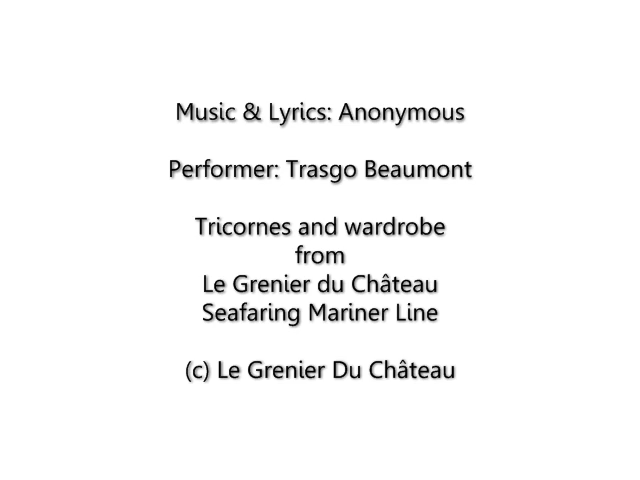 Music & Lyrics: Anonymous
Performer: Trasgo Beaumont
Tricornes and wardrobe
from
Le Grenier du Château
Seafaring Mariner Line
(c) Le Grenier Du Château